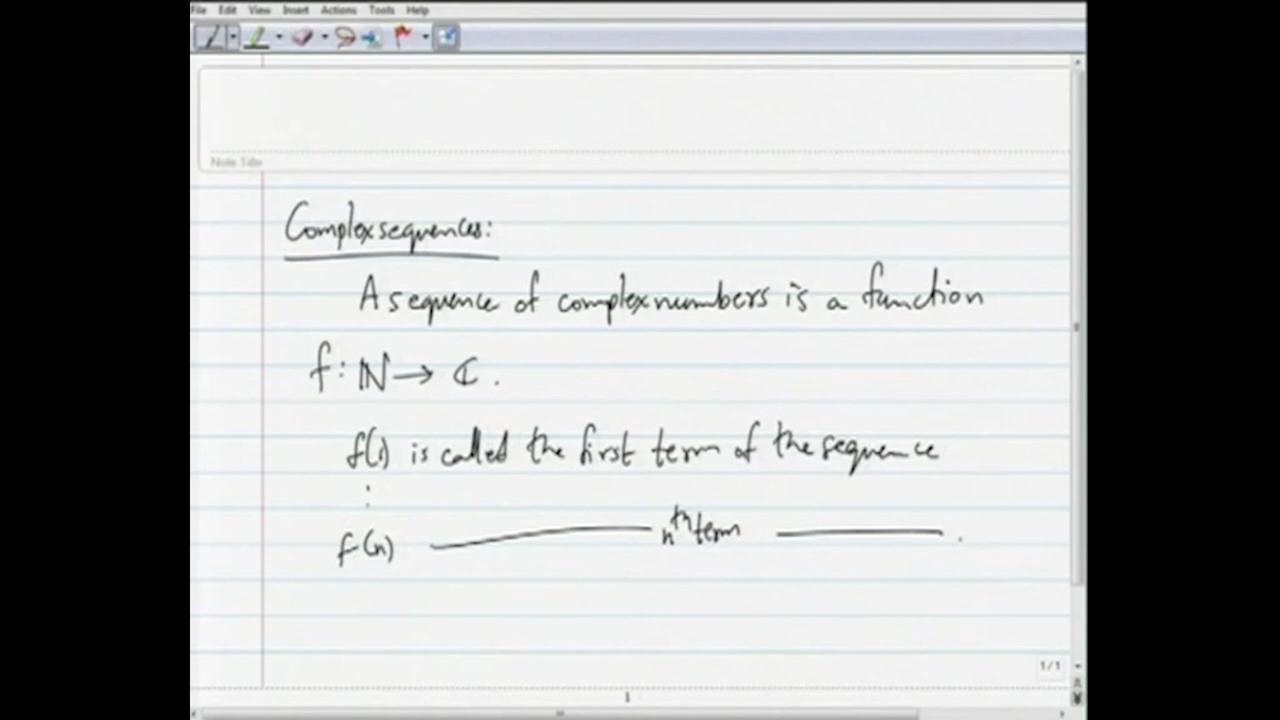 File Edit View Insert Actions Tools Help
Note Title
Complex sequences:
A sequence of complex numbers is a function
f: ℕ → ℂ.
f(1) is called the first term of the sequence
⋮
f(n) ——— nth term ——— .
1/1
1